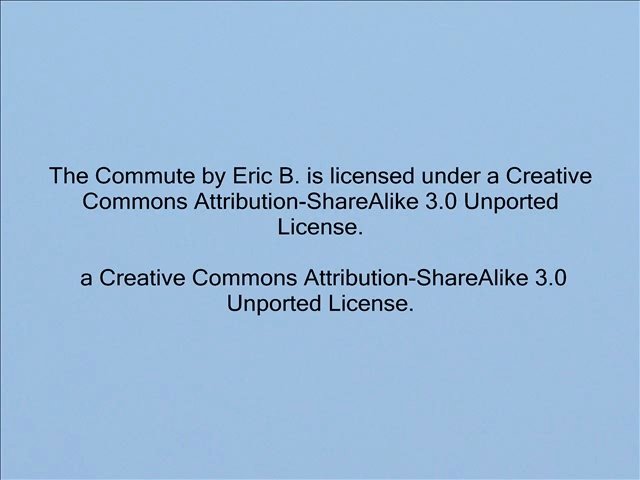 The Commute by Eric B. is licensed under a Creative
Commons Attribution-ShareAlike 3.0 Unported
License.
a Creative Commons Attribution-ShareAlike 3.0
Unported License.